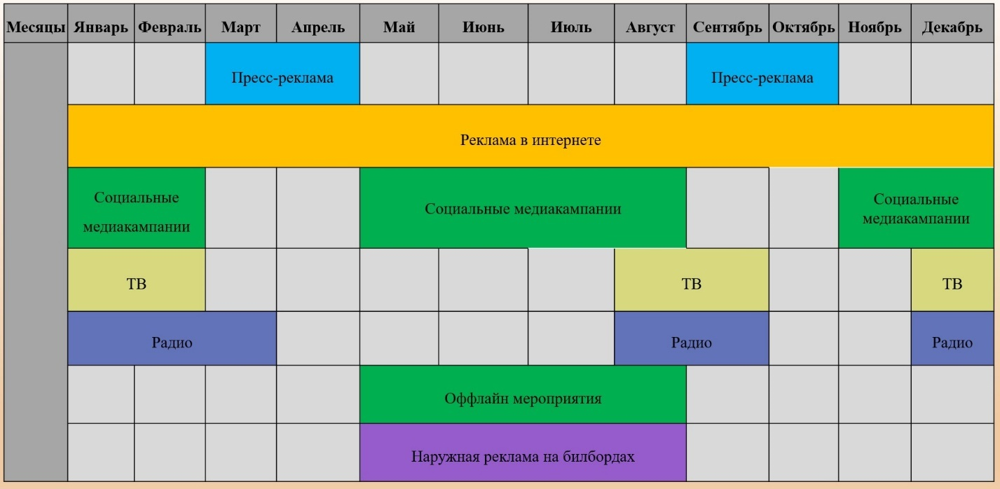 Месяцы Январь Февраль Март Апрель Май Июнь Июль Август Сентябрь Октябрь Ноябрь Декабрь
Пресс-реклама Пресс-реклама
Реклама в интернете
Социальные
медиакампании
Социальные медиакампании
Социальные
медиакампании
ТВ ТВ ТВ
Радио Радио Радио
Оффлайн мероприятия
Наружная реклама на билбордах